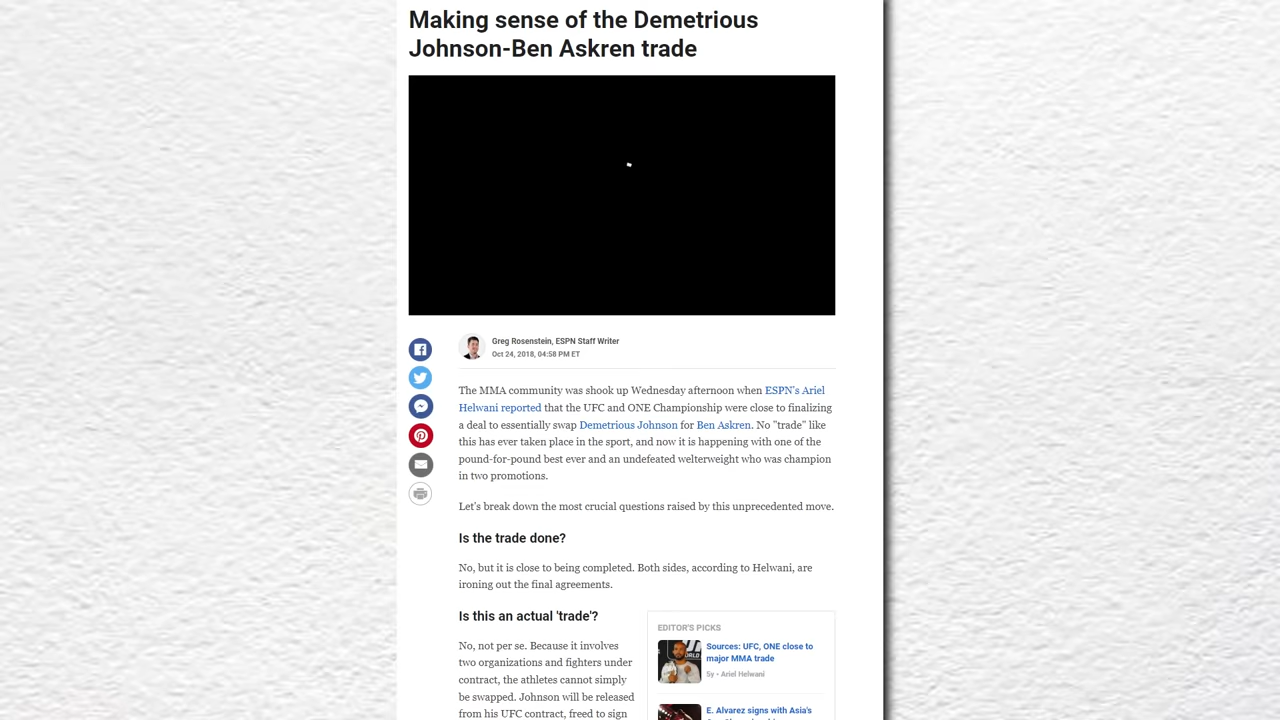 Making sense of the Demetrious
Johnson-Ben Askren trade
Greg Rosenstein, ESPN Staff Writer
Oct 24, 2018, 04:58 PM ET
The MMA community was shook up Wednesday afternoon when ESPN's Ariel
Helwani reported that the UFC and ONE Championship were close to finalizing
a deal to essentially swap Demetrious Johnson for Ben Askren. No "trade" like
this has ever taken place in the sport, and now it is happening with one of the
pound-for-pound best ever and an undefeated welterweight who was champion
in two promotions.
Let's break down the most crucial questions raised by this unprecedented move.
Is the trade done?
No, but it is close to being completed. Both sides, according to Helwani, are
ironing out the final agreements.
Is this an actual 'trade'?
No, not per se. Because it involves
two organizations and fighters under
contract, the athletes cannot simply
be swapped. Johnson will be released
from his UFC contract, freed to sign
EDITOR'S PICKS
Sources: UFC, ONE close to
major MMA trade
5y • Ariel Helwani
E. Alvarez signs with Asia's